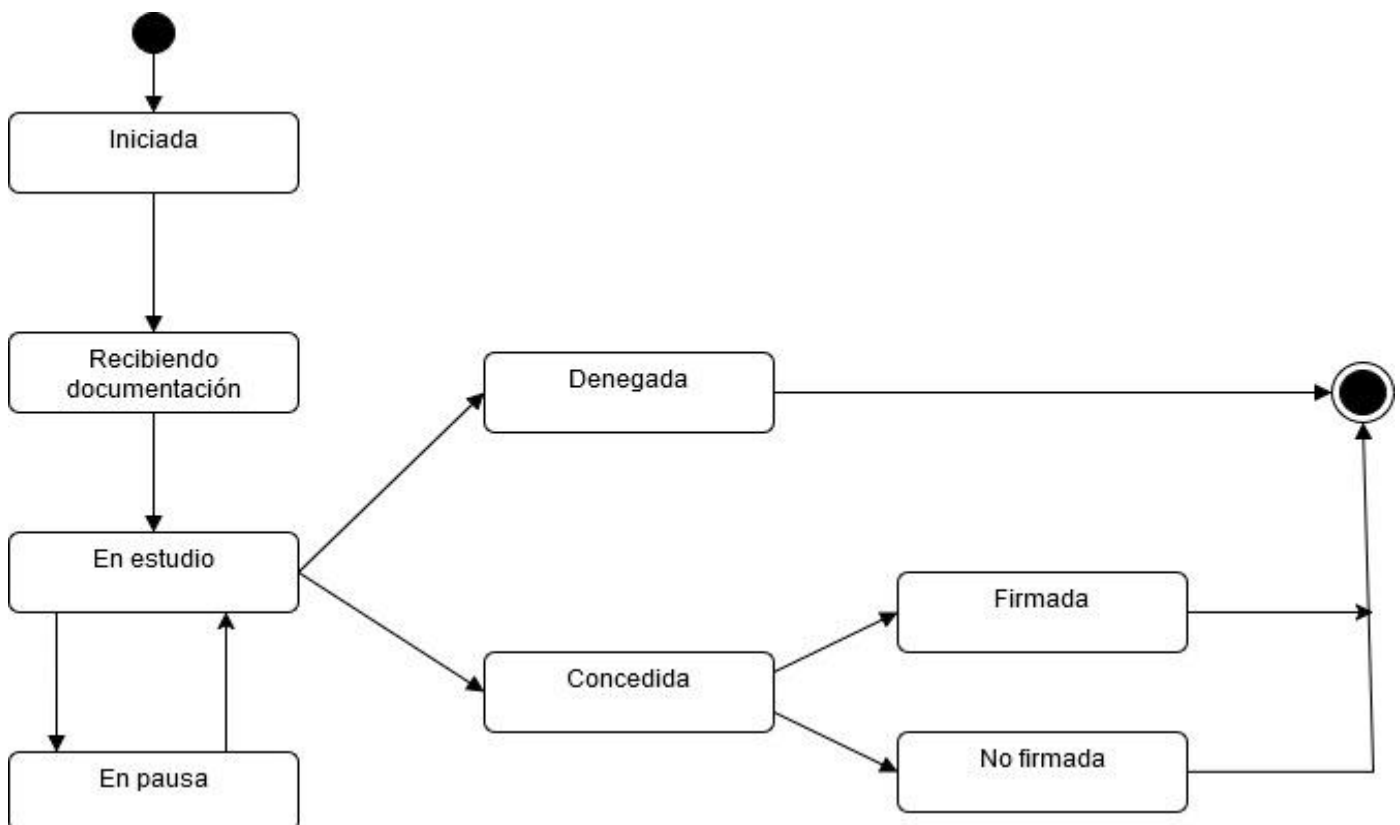 Iniciada
Recibiendo
documentación
Denegada
En estudio
Firmada
Concedida
No firmada
En pausa